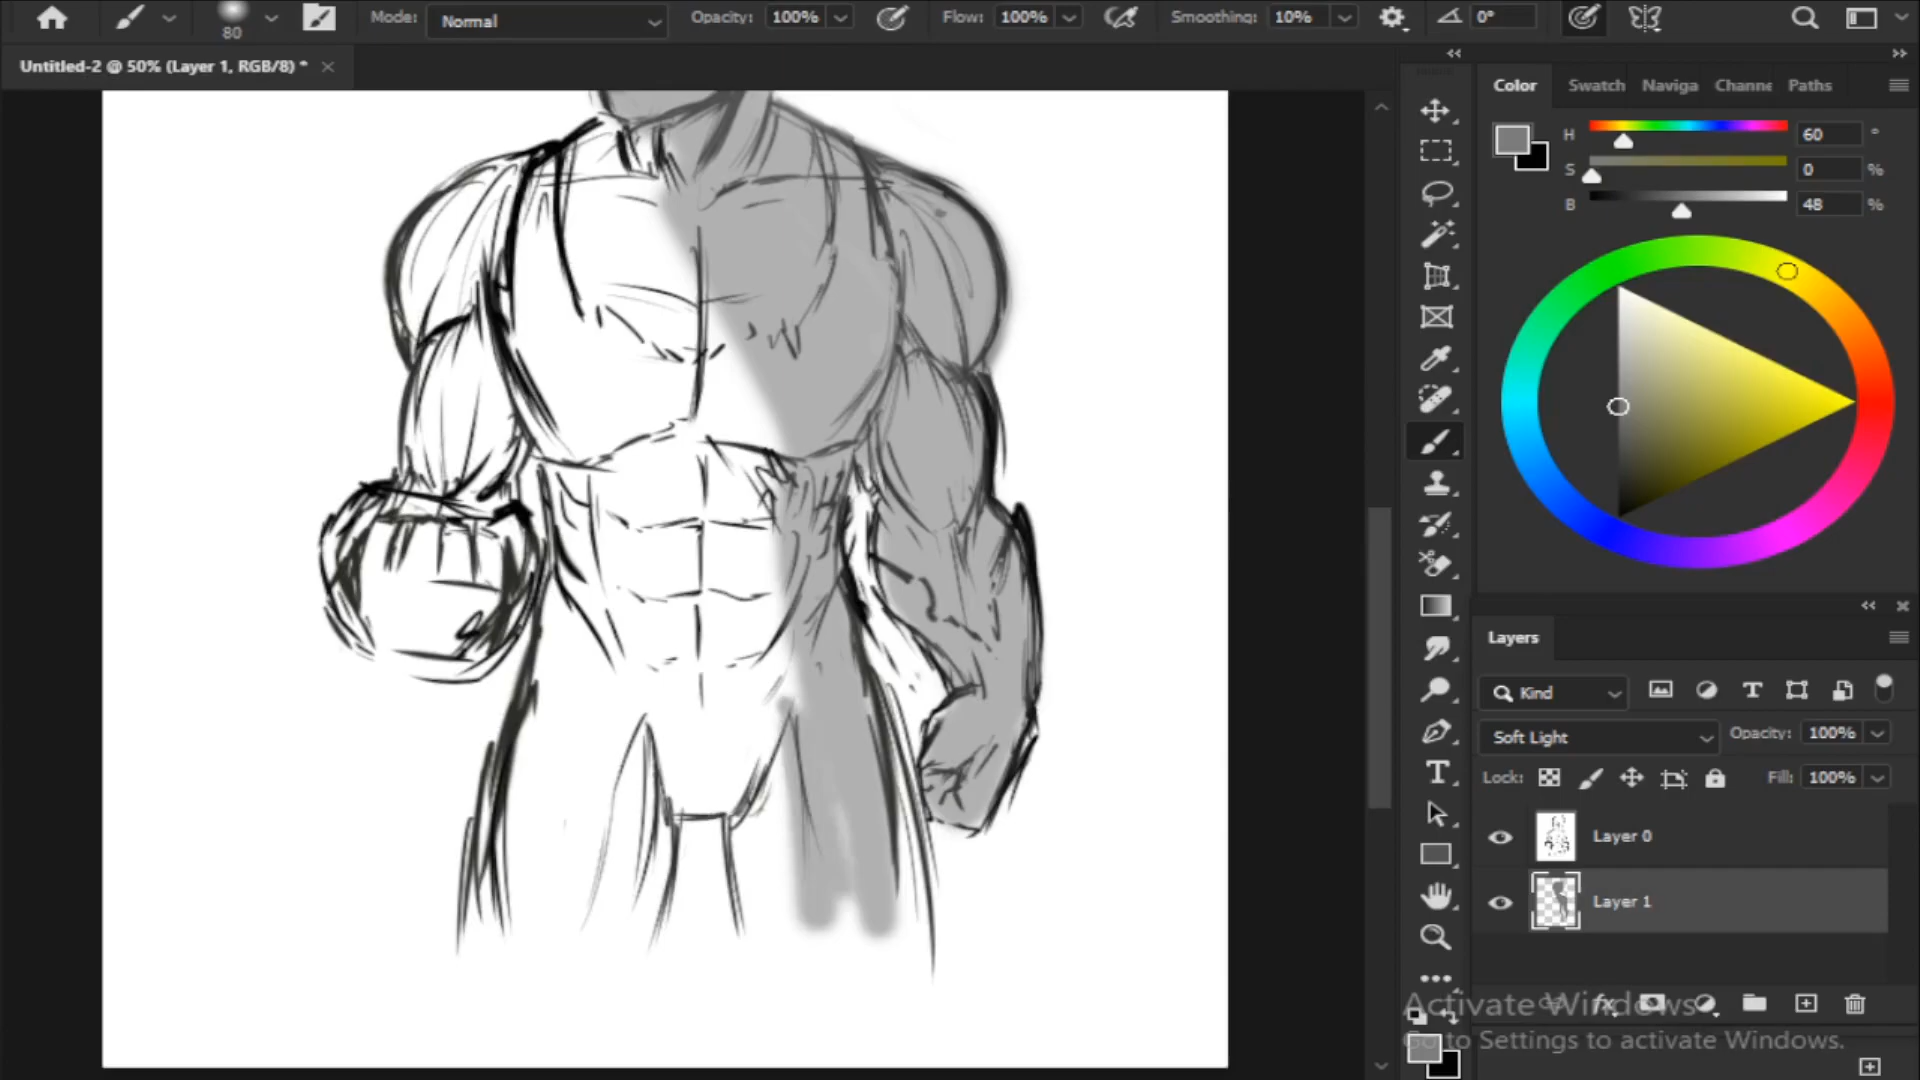 Mode: Normal Opacity: 100% Flow: 100% Smoothing: 10% 0°
80
Untitled-2 @ 50% (Layer 1, RGB/8) *
Color Swatch Naviga Channe Paths
H 60 °
S 0 %
B 48 %
Layers
Kind
Soft Light Opacity: 100%
Lock: Fill: 100%
Layer 0
Layer 1
Activate Windows
Go to Settings to activate Windows.